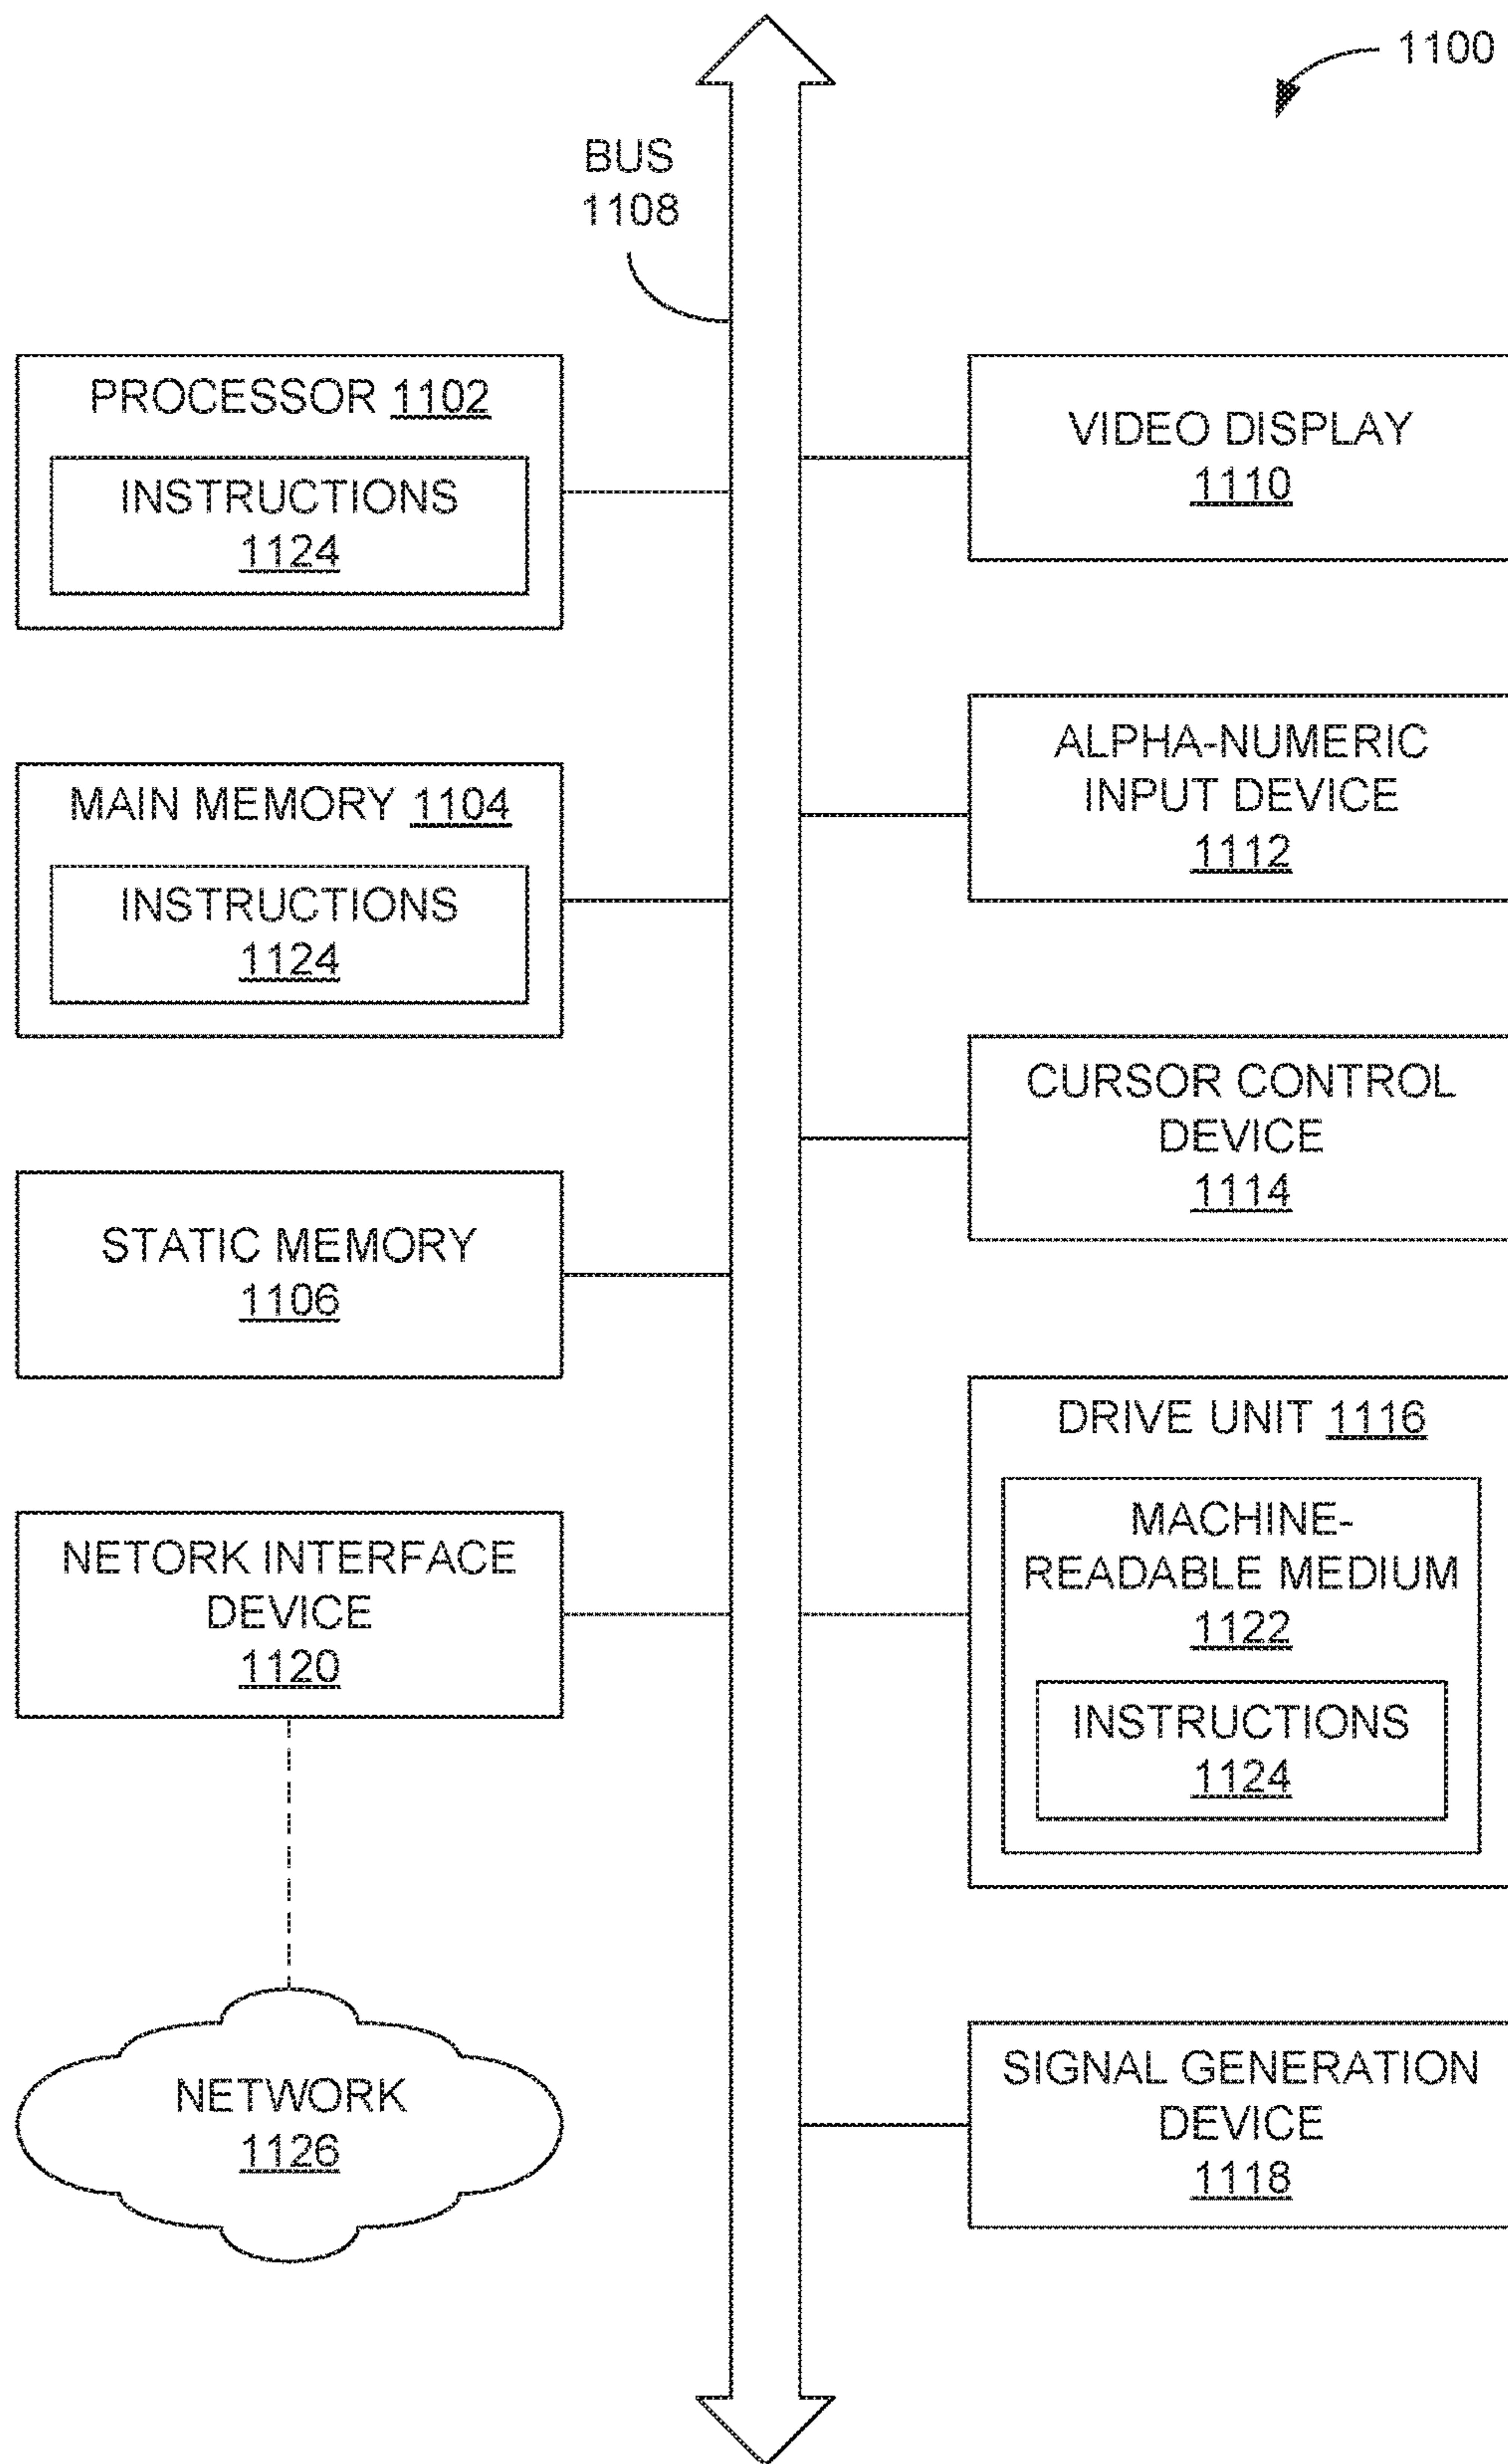 1100
BUS
1108
PROCESSOR 1102
INSTRUCTIONS
1124
MAIN MEMORY 1104
INSTRUCTIONS
1124
STATIC MEMORY
1106
NETORK INTERFACE
DEVICE
1120
NETWORK
1126
VIDEO DISPLAY
1110
ALPHA-NUMERIC
INPUT DEVICE
1112
CURSOR CONTROL
DEVICE
1114
DRIVE UNIT 1116
MACHINE-
READABLE MEDIUM
1122
INSTRUCTIONS
1124
SIGNAL GENERATION
DEVICE
1118